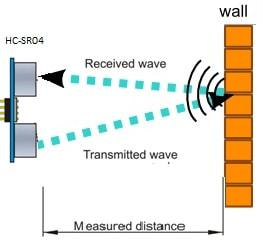 wall
HC-SR04
Received wave
Transmitted wave
Measured distance